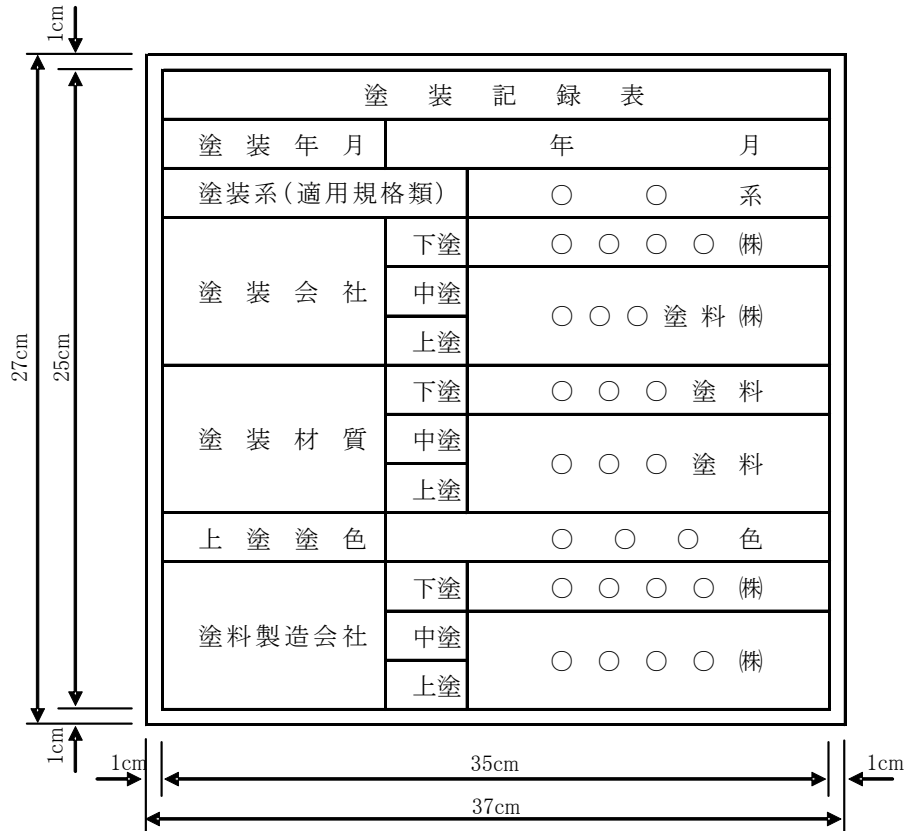 1cm
塗装記録表
塗装年月 年 月
塗装系(適用規格類) ○○系
下塗 ○○○○㈱
塗装会社 中塗 ○○○塗料㈱
上塗
27cm
25cm
下塗 ○○○塗料
塗装材質 中塗 ○○○塗料
上塗
上塗塗色 ○○○色
下塗 ○○○○㈱
塗料製造会社 中塗 ○○○○㈱
上塗
1cm
1cm 35cm 1cm
37cm